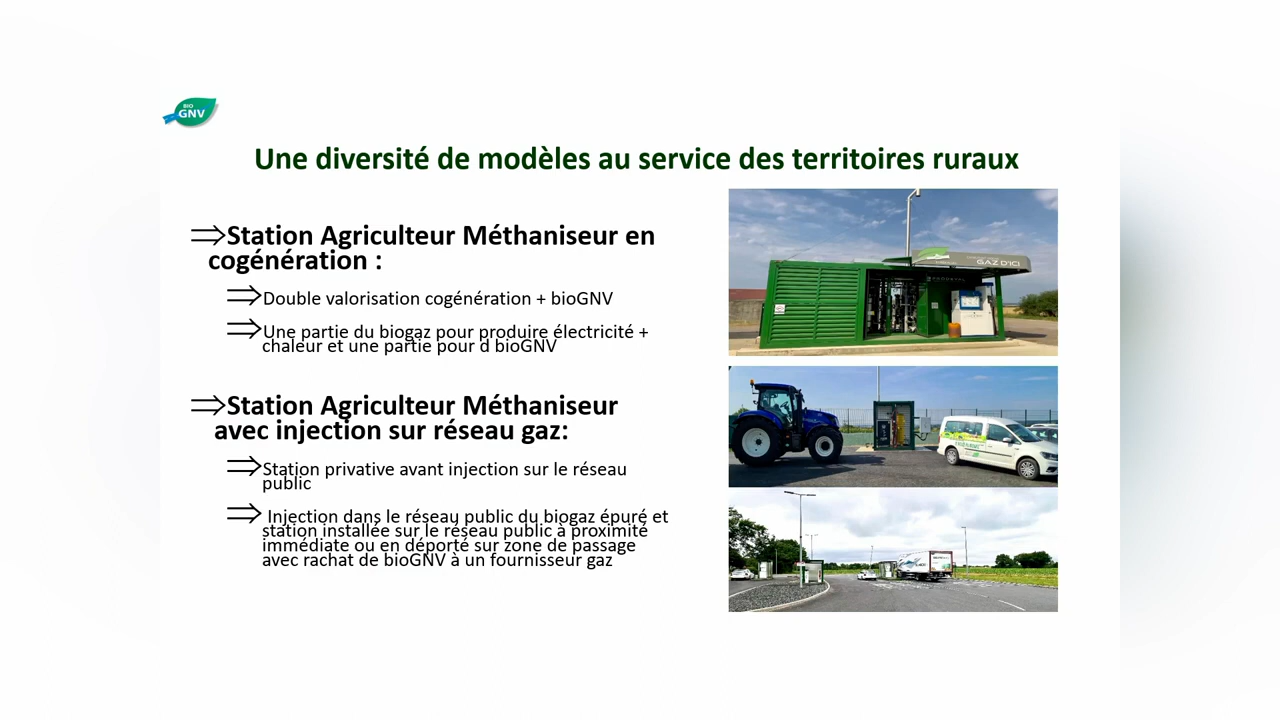 BIO
GNV
Une diversité de modèles au service des territoires ruraux
⇒Station Agriculteur Méthaniseur en
cogénération :
⇒Double valorisation cogénération + bioGNV
⇒Une partie du biogaz pour produire électricité +
chaleur et une partie pour d bioGNV
⇒Station Agriculteur Méthaniseur
avec injection sur réseau gaz:
⇒Station privative avant injection sur le réseau
public
⇒ Injection dans le réseau public du biogaz épuré et
station installée sur le réseau public à proximité
immédiate ou en déporté sur zone de passage
avec rachat de bioGNV à un fournisseur gaz
GAZ D'ICI